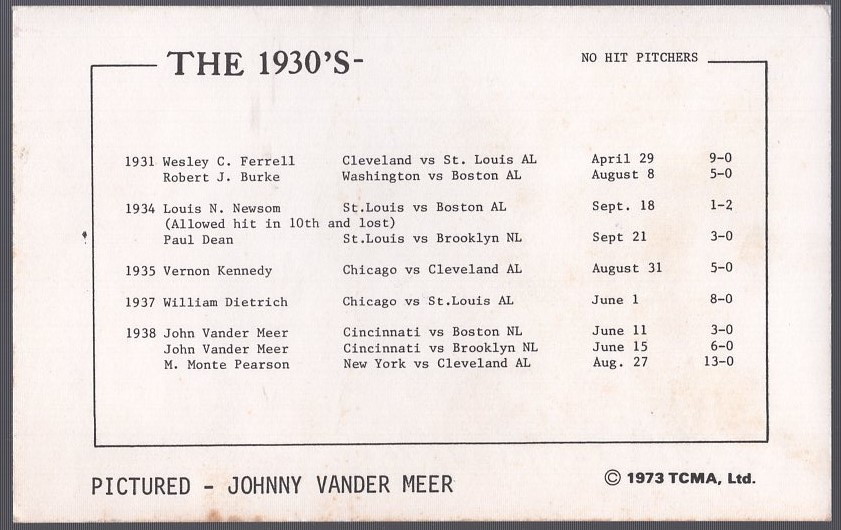 THE 1930'S-
NO HIT PITCHERS
1931 Wesley C. Ferrell Cleveland vs St. Louis AL April 29 9-0
Robert J. Burke Washington vs Boston AL August 8 5-0
1934 Louis N. Newsom St.Louis vs Boston AL Sept. 18 1-2
(Allowed hit in 10th and lost)
Paul Dean St.Louis vs Brooklyn NL Sept 21 3-0
1935 Vernon Kennedy Chicago vs Cleveland AL August 31 5-0
1937 William Dietrich Chicago vs St.Louis AL June 1 8-0
1938 John Vander Meer Cincinnati vs Boston NL June 11 3-0
John Vander Meer Cincinnati vs Brooklyn NL June 15 6-0
M. Monte Pearson New York vs Cleveland AL Aug. 27 13-0
PICTURED - JOHNNY VANDER MEER
© 1973 TCMA, Ltd.